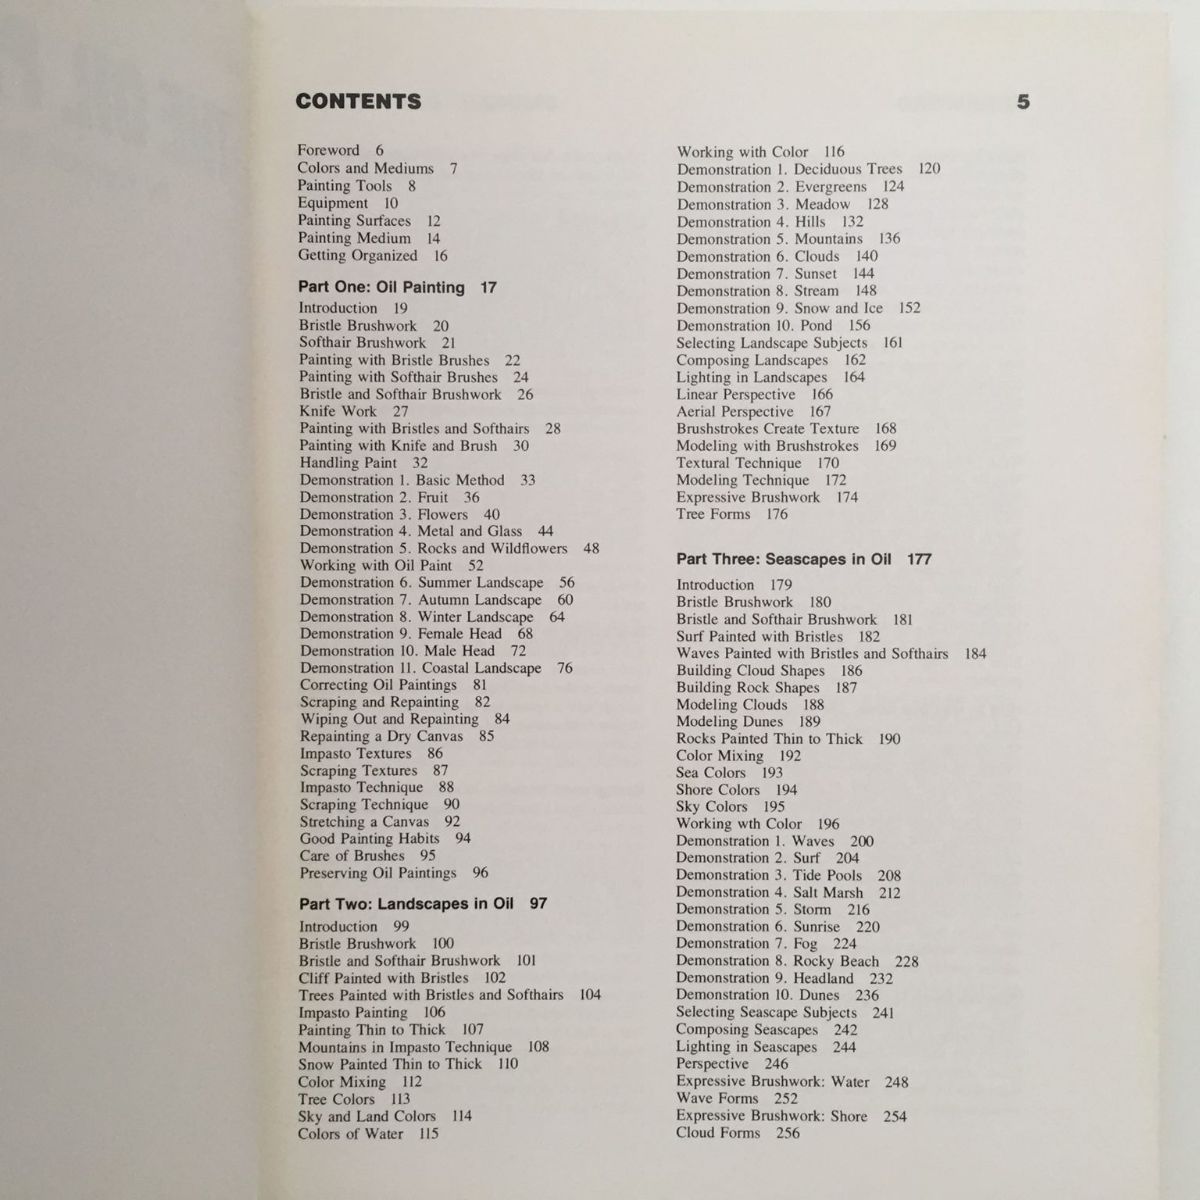 CONTENTS 5
Foreword 6
Colors and Mediums 7
Painting Tools 8
Equipment 10
Painting Surfaces 12
Painting Medium 14
Getting Organized 16
Part One: Oil Painting 17
Introduction 19
Bristle Brushwork 20
Softhair Brushwork 21
Painting with Bristle Brushes 22
Painting with Softhair Brushes 24
Bristle and Softhair Brushwork 26
Knife Work 27
Painting with Bristles and Softhairs 28
Painting with Knife and Brush 30
Handling Paint 32
Demonstration 1. Basic Method 33
Demonstration 2. Fruit 36
Demonstration 3. Flowers 40
Demonstration 4. Metal and Glass 44
Demonstration 5. Rocks and Wildflowers 48
Working with Oil Paint 52
Demonstration 6. Summer Landscape 56
Demonstration 7. Autumn Landscape 60
Demonstration 8. Winter Landscape 64
Demonstration 9. Female Head 68
Demonstration 10. Male Head 72
Demonstration 11. Coastal Landscape 76
Correcting Oil Paintings 81
Scraping and Repainting 82
Wiping Out and Repainting 84
Repainting a Dry Canvas 85
Impasto Textures 86
Scraping Textures 87
Impasto Technique 88
Scraping Technique 90
Stretching a Canvas 92
Good Painting Habits 94
Care of Brushes 95
Preserving Oil Paintings 96
Part Two: Landscapes in Oil 97
Introduction 99
Bristle Brushwork 100
Bristle and Softhair Brushwork 101
Cliff Painted with Bristles 102
Trees Painted with Bristles and Softhairs 104
Impasto Painting 106
Painting Thin to Thick 107
Mountains in Impasto Technique 108
Snow Painted Thin to Thick 110
Color Mixing 112
Tree Colors 113
Sky and Land Colors 114
Colors of Water 115
Working with Color 116
Demonstration 1. Deciduous Trees 120
Demonstration 2. Evergreens 124
Demonstration 3. Meadow 128
Demonstration 4. Hills 132
Demonstration 5. Mountains 136
Demonstration 6. Clouds 140
Demonstration 7. Sunset 144
Demonstration 8. Stream 148
Demonstration 9. Snow and Ice 152
Demonstration 10. Pond 156
Selecting Landscape Subjects 161
Composing Landscapes 162
Lighting in Landscapes 164
Linear Perspective 166
Aerial Perspective 167
Brushstrokes Create Texture 168
Modeling with Brushstrokes 169
Textural Technique 170
Modeling Technique 172
Expressive Brushwork 174
Tree Forms 176
Part Three: Seascapes in Oil 177
Introduction 179
Bristle Brushwork 180
Bristle and Softhair Brushwork 181
Surf Painted with Bristles 182
Waves Painted with Bristles and Softhairs 184
Building Cloud Shapes 186
Building Rock Shapes 187
Modeling Clouds 188
Modeling Dunes 189
Rocks Painted Thin to Thick 190
Color Mixing 192
Sea Colors 193
Shore Colors 194
Sky Colors 195
Working wth Color 196
Demonstration 1. Waves 200
Demonstration 2. Surf 204
Demonstration 3. Tide Pools 208
Demonstration 4. Salt Marsh 212
Demonstration 5. Storm 216
Demonstration 6. Sunrise 220
Demonstration 7. Fog 224
Demonstration 8. Rocky Beach 228
Demonstration 9. Headland 232
Demonstration 10. Dunes 236
Selecting Seascape Subjects 241
Composing Seascapes 242
Lighting in Seascapes 244
Perspective 246
Expressive Brushwork: Water 248
Wave Forms 252
Expressive Brushwork: Shore 254
Cloud Forms 256